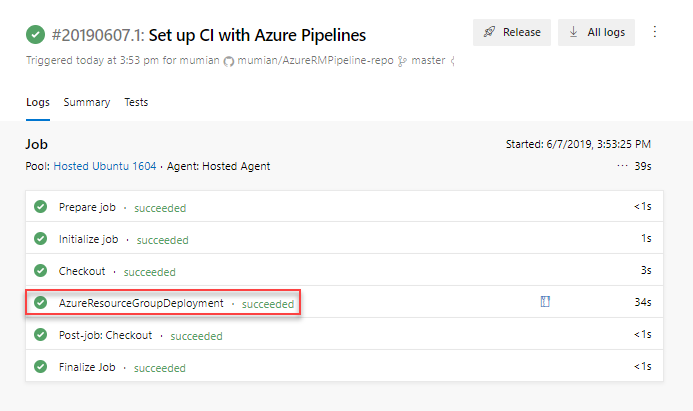 #20190607.1: Set up CI with Azure Pipelines
Release
All logs
Triggered today at 3:53 pm for mumian mumian/AzureRMPipeline-repo master
Logs Summary Tests
Job
Started: 6/7/2019, 3:53:25 PM
Pool: Hosted Ubuntu 1604 · Agent: Hosted Agent
··· 39s
Prepare job · succeeded <1s
Initialize job · succeeded 1s
Checkout · succeeded 3s
AzureResourceGroupDeployment · succeeded 34s
Post-job: Checkout · succeeded <1s
Finalize Job · succeeded <1s